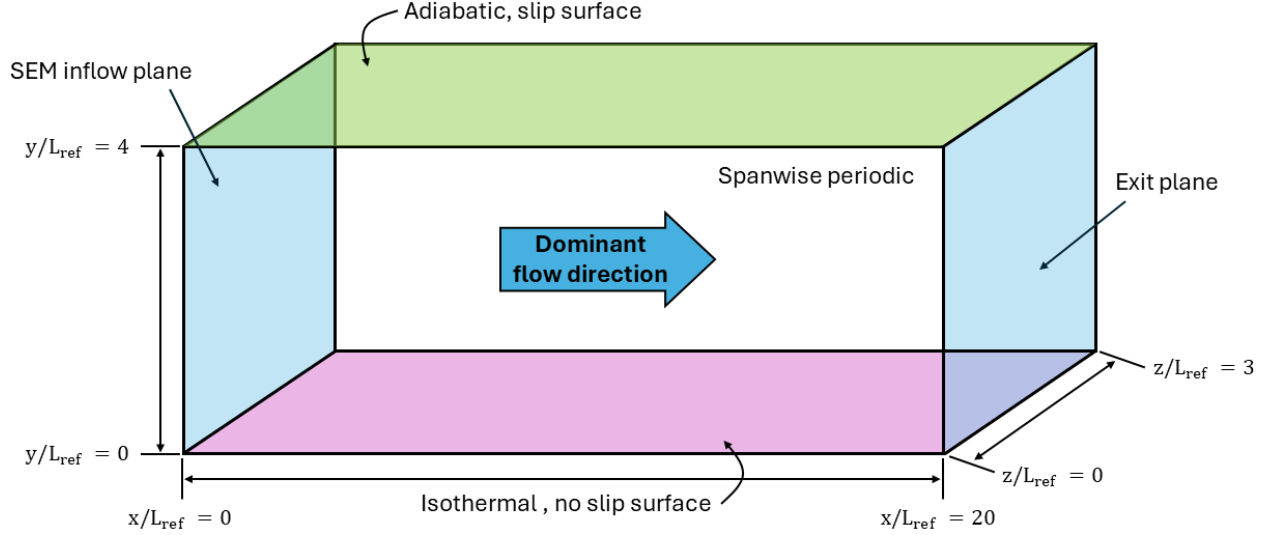 Adiabatic, slip surface
SEM inflow plane
y/L_ref = 4
Spanwise periodic
Exit plane
Dominant
flow direction
z/L_ref = 3
y/L_ref = 0
z/L_ref = 0
Isothermal , no slip surface
x/L_ref = 0
x/L_ref = 20